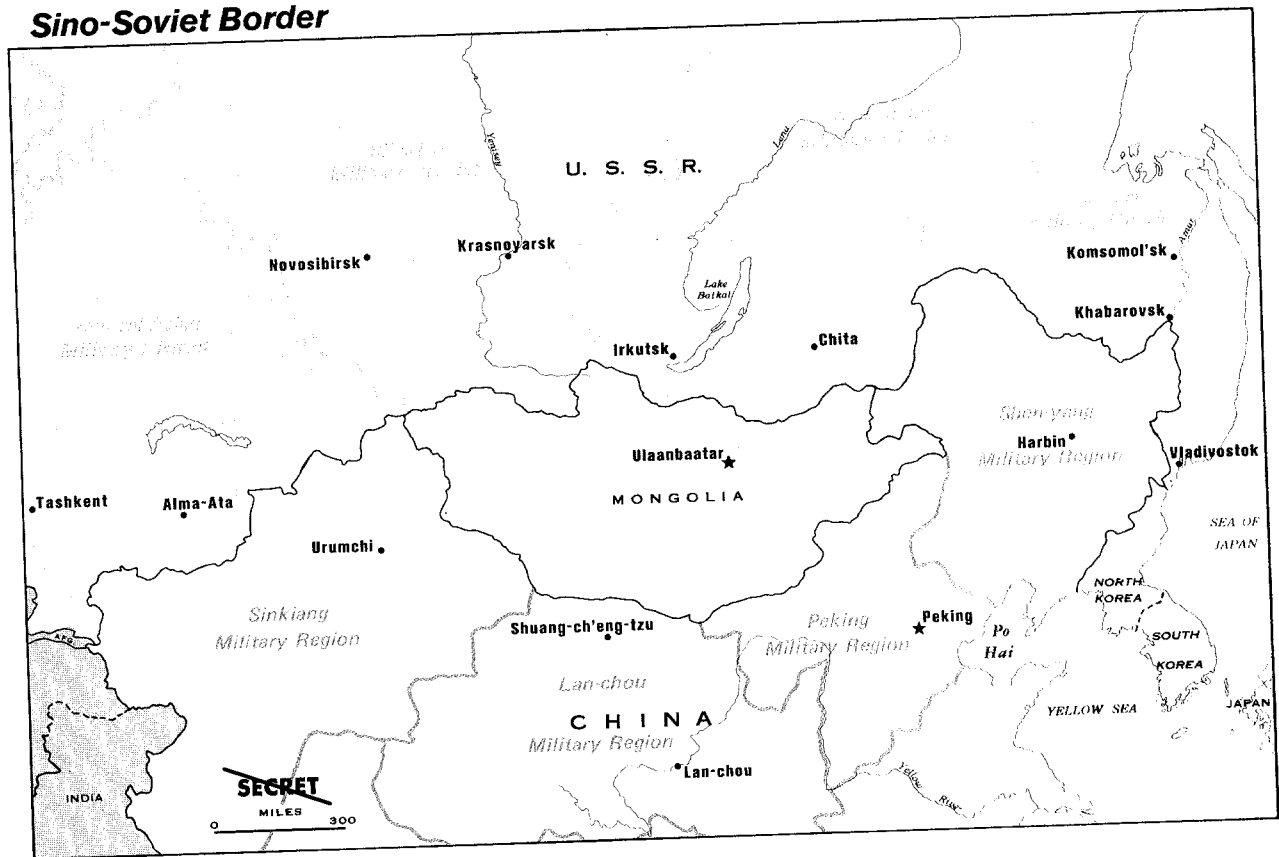 Sino-Soviet Border
Yenisey
Lena
U. S. S. R.
Amur
Krasnoyarsk
Novosibirsk
Komsomol'sk
Lake
Baikal
Khabarovsk
Military
Irkutsk
Chita
Shen-yang
Military Region
Harbin
Ulaanbaatar
Vladivostok
MONGOLIA
Tashkent
Alma-Ata
SEA OF
JAPAN
Urumchi
NORTH
KOREA
Sinkiang
Military Region
Shuang-ch'eng-tzu
Peking
Military Region
Peking
Po
Hai
SOUTH
KOREA
AFG.
Lan-chou
Military Region
CHINA
YELLOW SEA
JAPAN
Lan-chou
Yellow
River
INDIA
SECRET
MILES
0 300